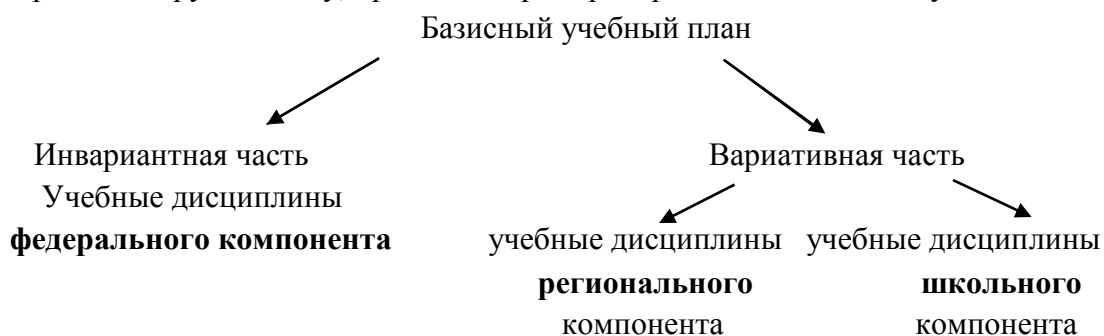 Базисный учебный план
Инвариантная часть
Учебные дисциплины
федерального компонента
Вариативная часть
учебные дисциплины
регионального
компонента
учебные дисциплины
школьного
компонента